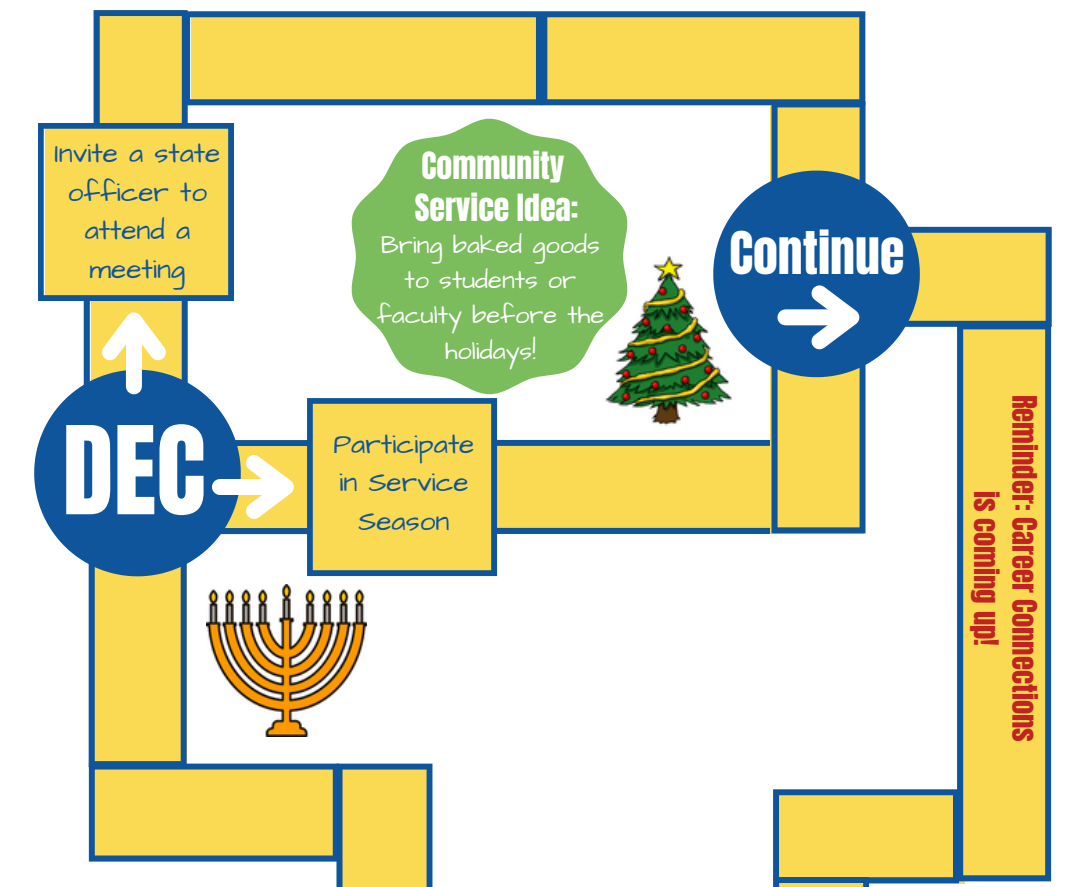 Invite a state
officer to
attend a
meeting
Community
Service Idea:
Bring baked goods
to students or
faculty before the
holidays!
Continue
DEC
Participate
in Service
Season
Reminder: Career Connections
is coming up!